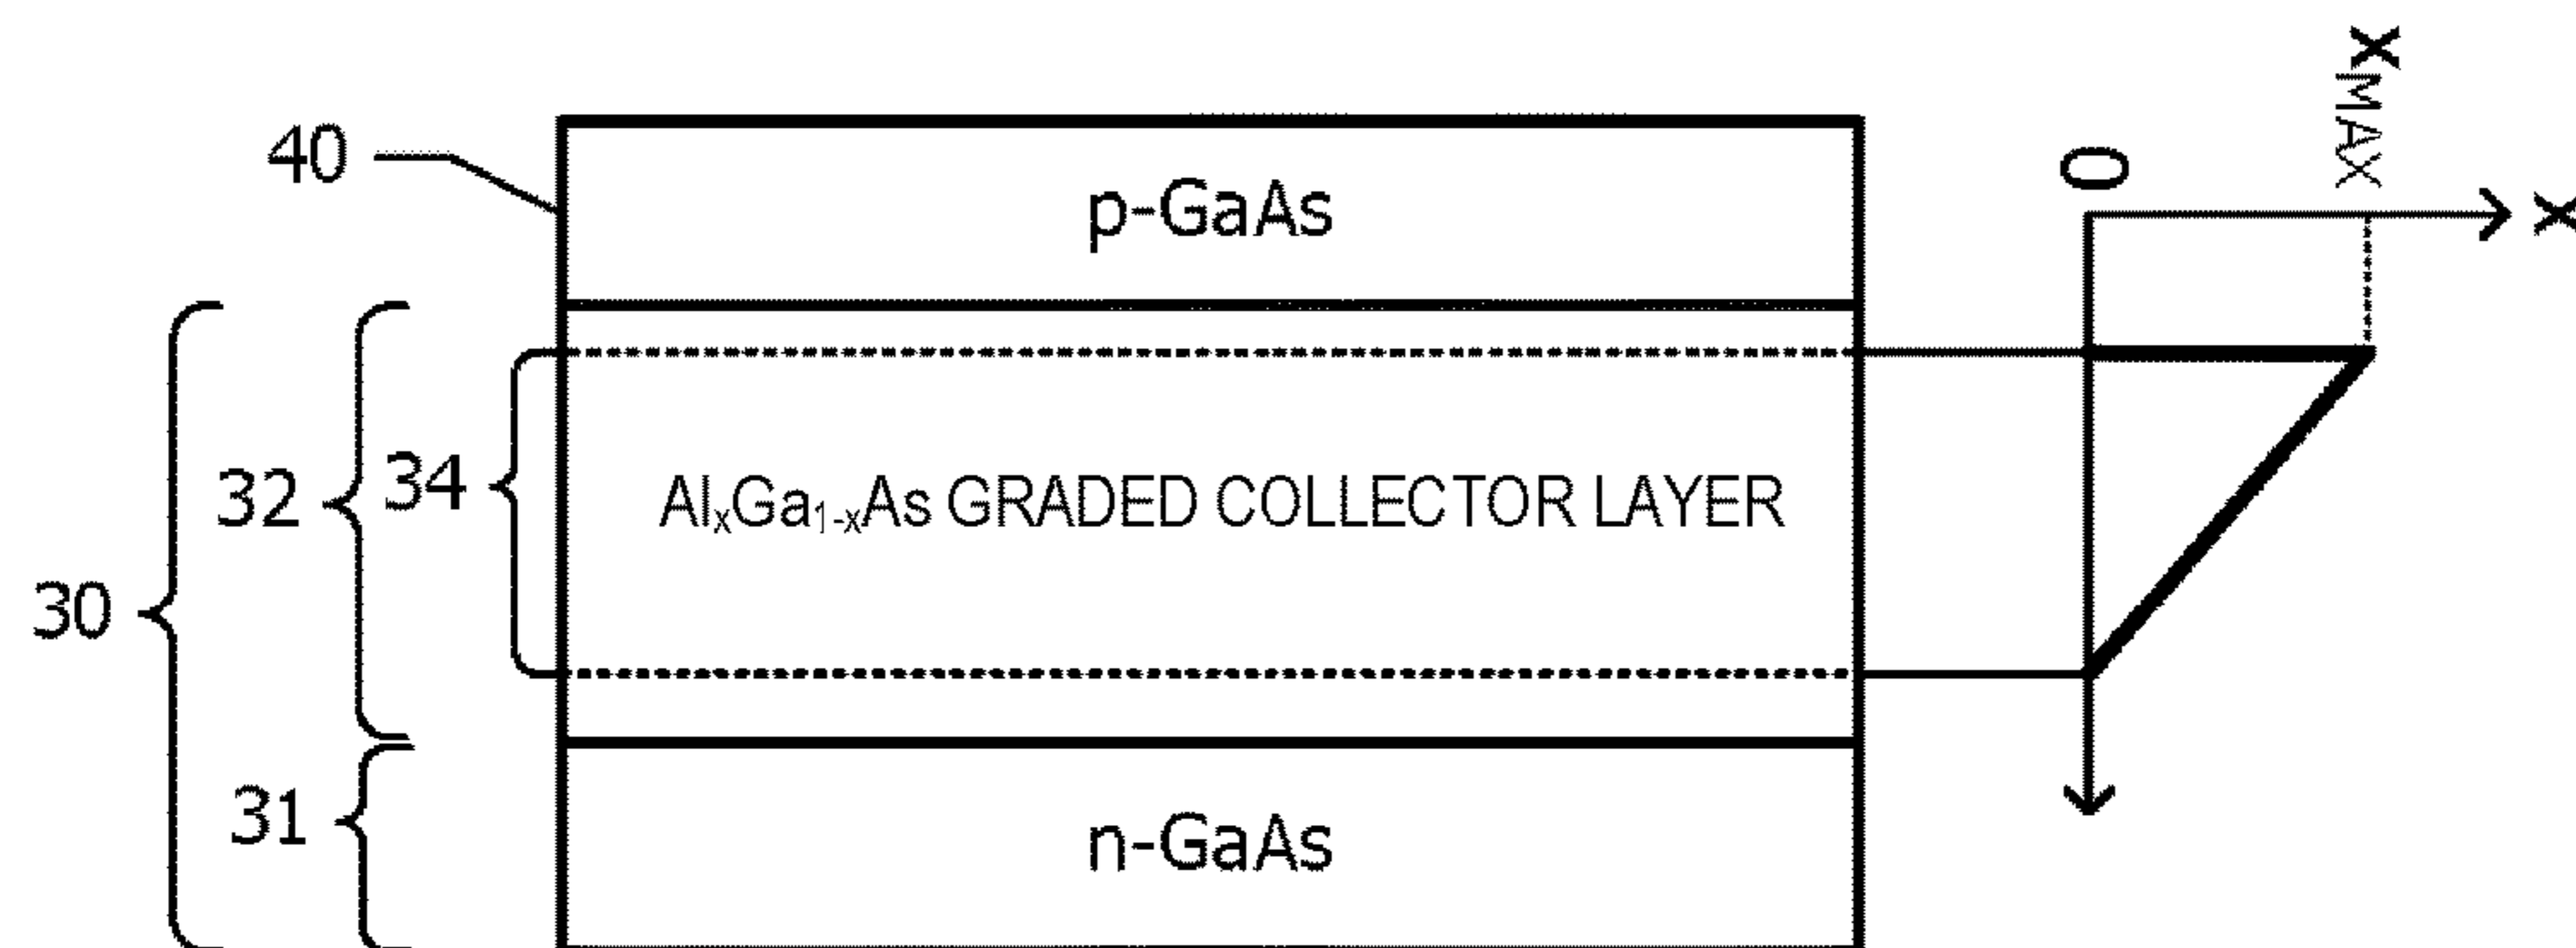 40
p-GaAs
0
xMAX
x
32
34
AlxGa1-xAs GRADED COLLECTOR LAYER
30
31
n-GaAs